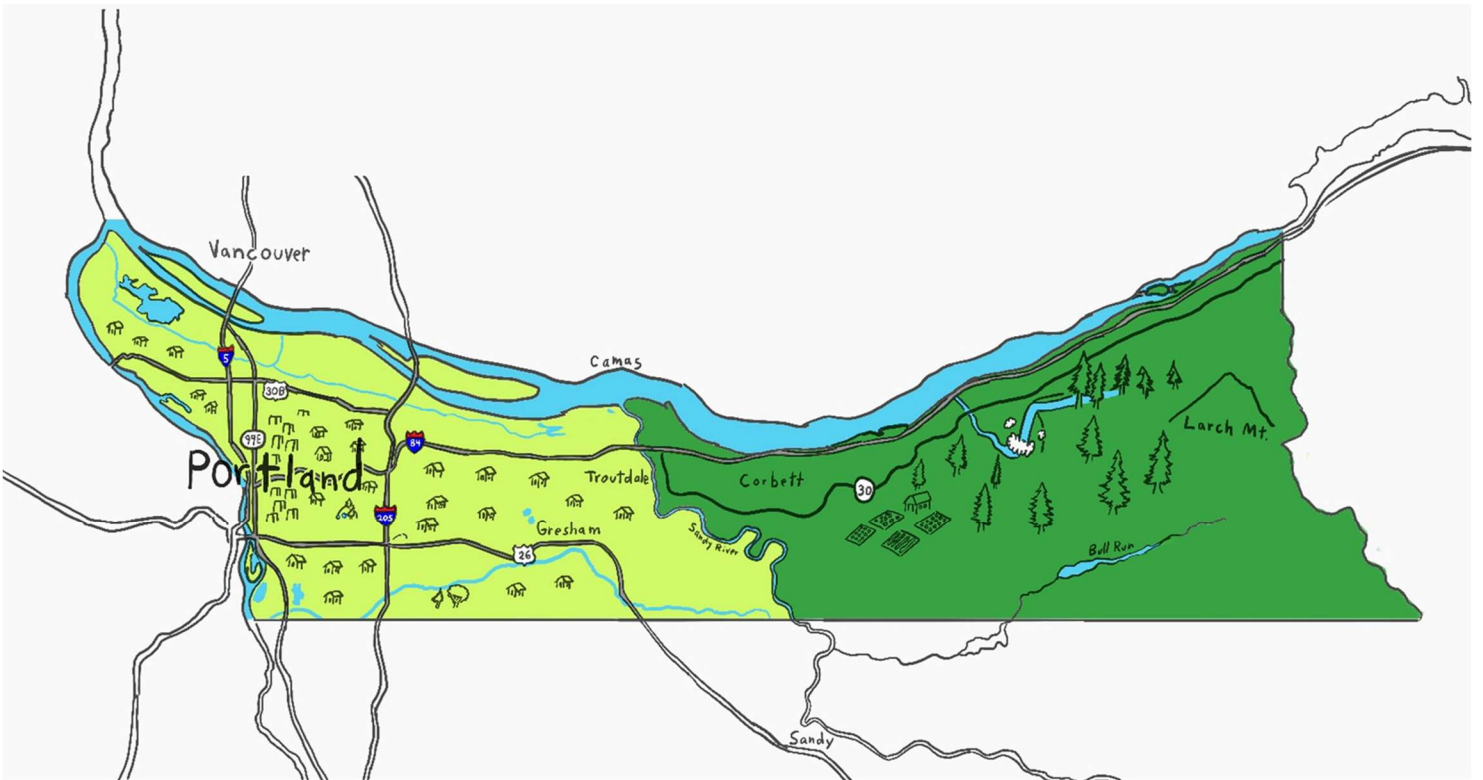 Vancouver
5
Camas
30B
99E
84
Portland
Troutdale
Corbett
Larch Mt.
30
205
Gresham
26
Sandy River
Bull Run
Sandy